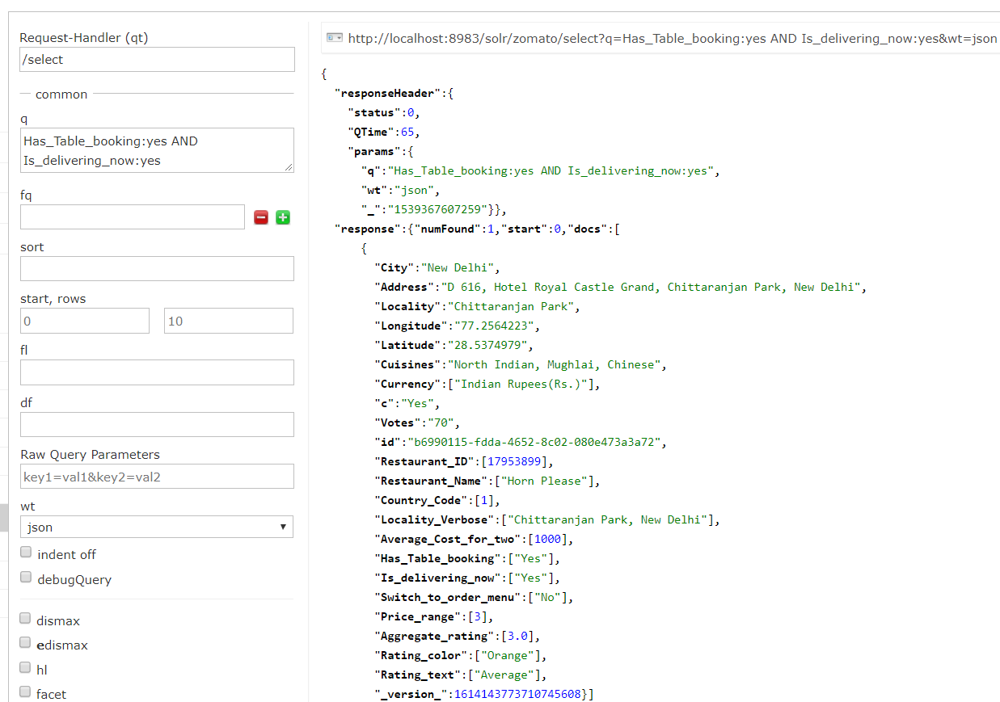 Request-Handler (qt)
/select
common
q
Has_Table_booking:yes AND
Is_delivering_now:yes
fq
sort
start, rows
0
10
fl
df
Raw Query Parameters
key1=val1&key2=val2
wt
json
indent off
debugQuery
dismax
edismax
hl
facet
http://localhost:8983/solr/zomato/select?q=Has_Table_booking:yes AND Is_delivering_now:yes&wt=json
{
"responseHeader":{
"status":0,
"QTime":65,
"params":{
"q":"Has_Table_booking:yes AND Is_delivering_now:yes",
"wt":"json",
"_":"1539367607259"}},
"response":{"numFound":1,"start":0,"docs":[
{
"City":"New Delhi",
"Address":"D 616, Hotel Royal Castle Grand, Chittaranjan Park, New Delhi",
"Locality":"Chittaranjan Park",
"Longitude":"77.2564223",
"Latitude":"28.5374979",
"Cuisines":"North Indian, Mughlai, Chinese",
"Currency":["Indian Rupees(Rs.)"],
"c":"Yes",
"Votes":"70",
"id":"b6990115-fdda-4652-8c02-080e473a3a72",
"Restaurant_ID":[17953899],
"Restaurant_Name":["Horn Please"],
"Country_Code":[1],
"Locality_Verbose":["Chittaranjan Park, New Delhi"],
"Average_Cost_for_two":[1000],
"Has_Table_booking":["Yes"],
"Is_delivering_now":["Yes"],
"Switch_to_order_menu":["No"],
"Price_range":[3],
"Aggregate_rating":[3.0],
"Rating_color":["Orange"],
"Rating_text":["Average"],
"_version_":1614143773710745608}]